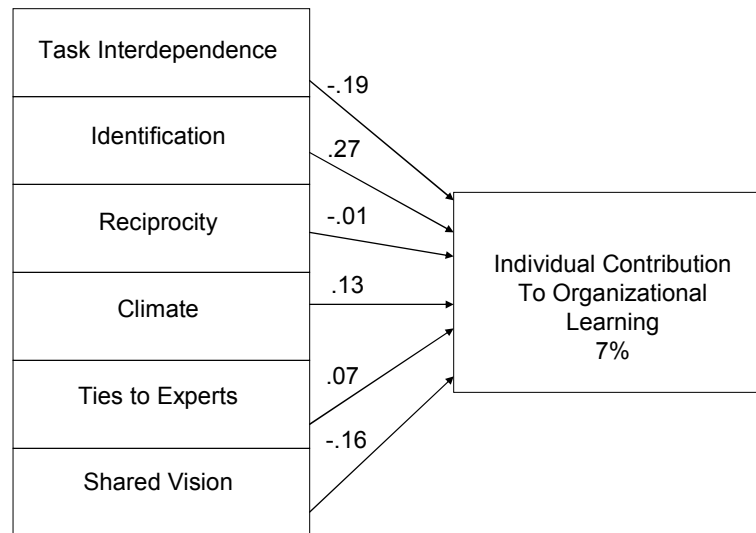 Task Interdependence
-.19
Identification
.27
Reciprocity
-.01
Climate
.13
Ties to Experts
.07
Shared Vision
-.16
Individual Contribution
To Organizational
Learning
7%